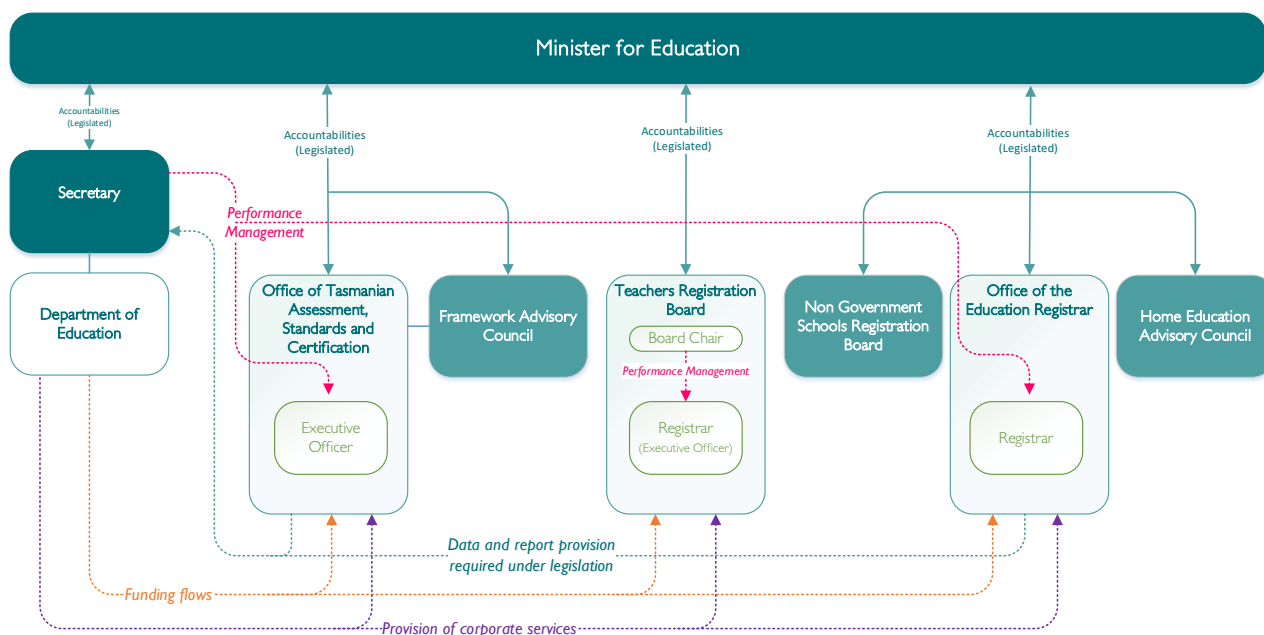 Minister for Education
Accountabilities
(Legislated)
Accountabilities
(Legislated)
Accountabilities
(Legislated)
Accountabilities
(Legislated)
Secretary
Performance
Management
Department of
Education
Office of Tasmanian
Assessment,
Standards and
Certification
Framework Advisory
Council
Teachers Registration
Board
Board Chair
Performance Management
Non Government
Schools Registration
Board
Office of the
Education Registrar
Home Education
Advisory Council
Executive
Officer
Registrar
(Executive Officer)
Registrar
Data and report provision
required under legislation
Funding flows
Provision of corporate services